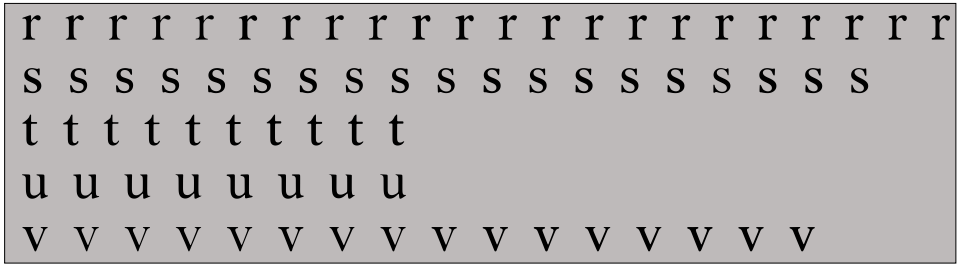 r r r r r r r r r r r r r r r r r r r r r r
s s s s s s s s s s s s s s s s s s s
t t t t t t t t t t
u u u u u u u u
v v v v v v v v v v v v v v v v